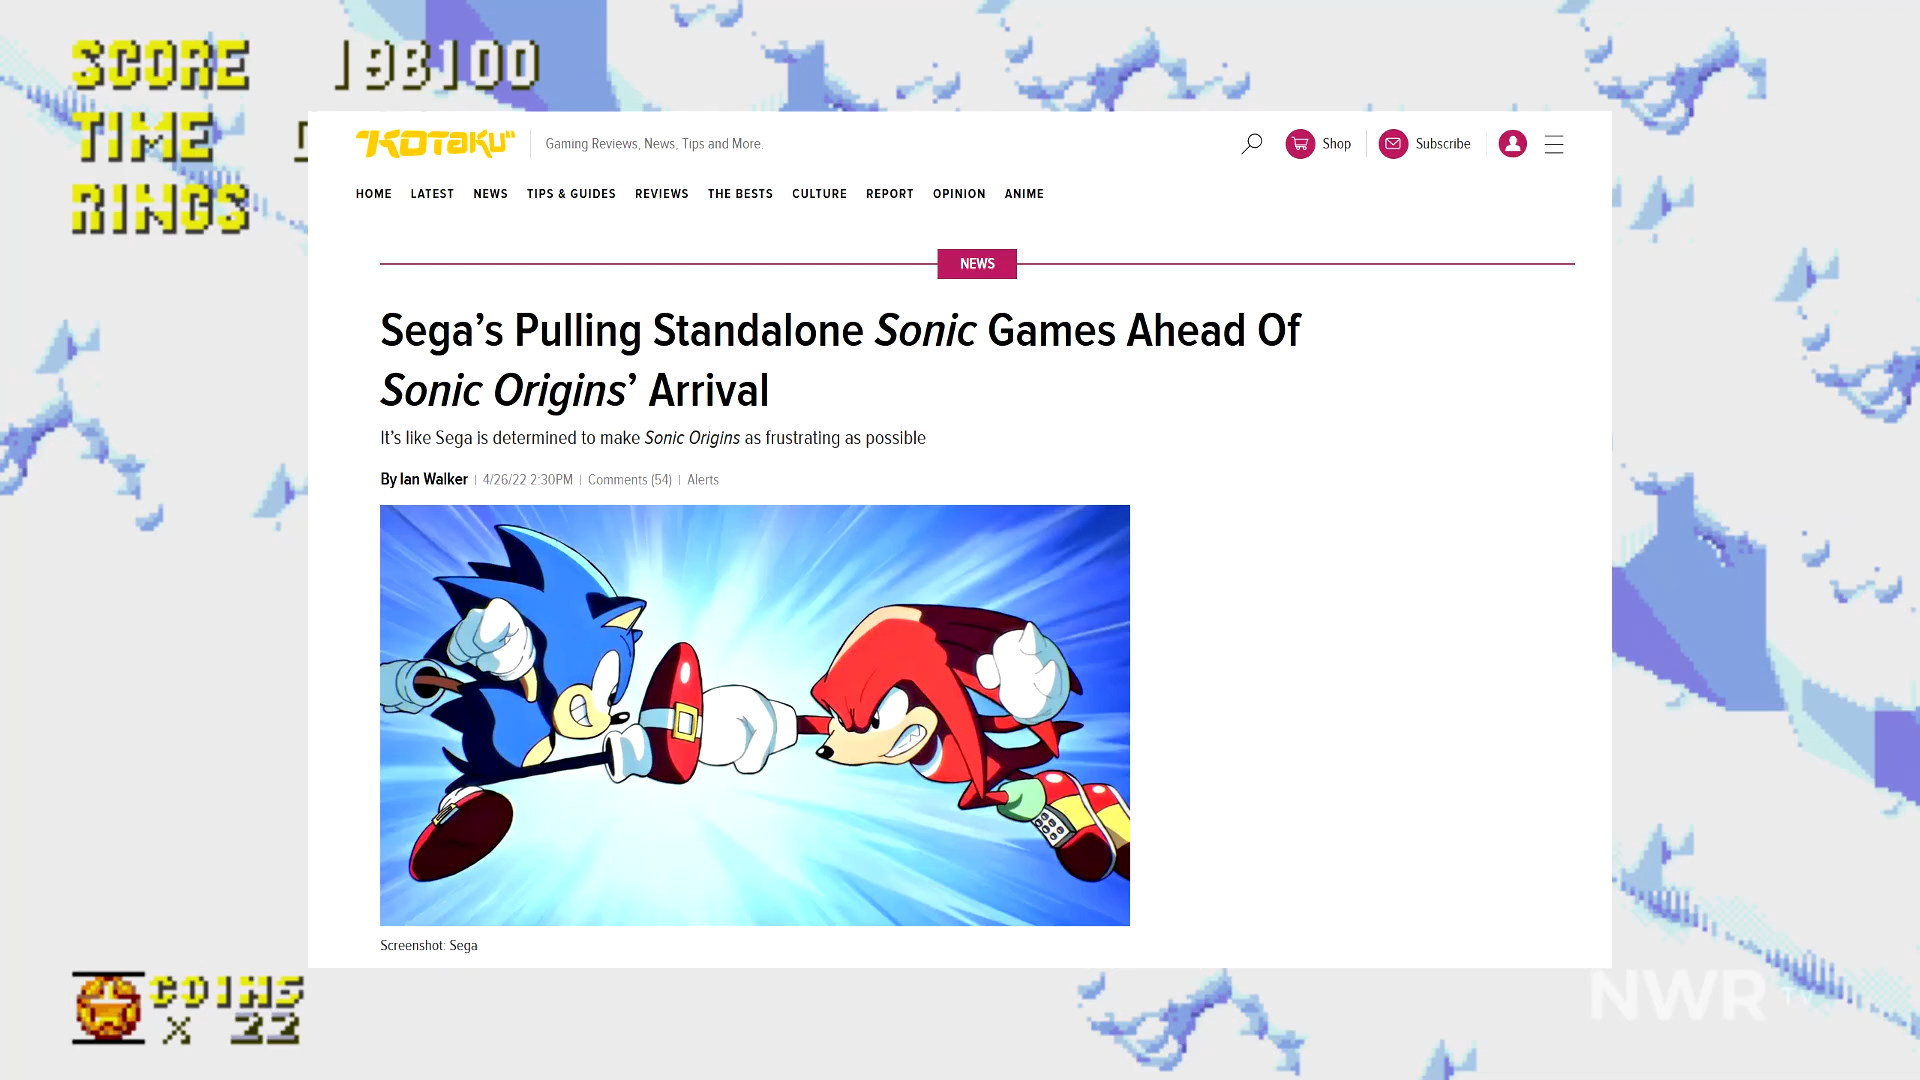 SCORE 198100
TIME
RINGS
KOTAKU
Gaming Reviews, News, Tips and More.
Shop
Subscribe
HOME LATEST NEWS TIPS & GUIDES REVIEWS THE BESTS CULTURE REPORT OPINION ANIME
NEWS
Sega’s Pulling Standalone Sonic Games Ahead Of
Sonic Origins’ Arrival
It’s like Sega is determined to make Sonic Origins as frustrating as possible
By Ian Walker | 4/26/22 2:30PM | Comments (54) | Alerts
Screenshot: Sega
COINS
X 22
NWR TV